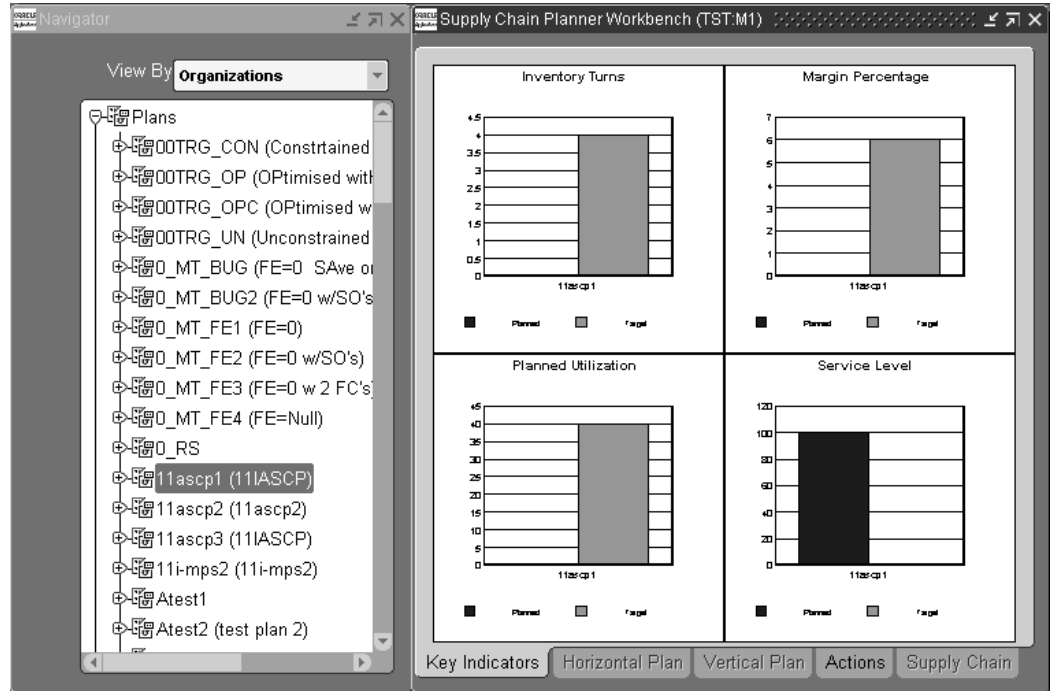 Navigator
View By Organizations
Plans
00TRG_CON (Constrtained
00TRG_OP (OPtimised with
00TRG_OPC (OPtimised w
00TRG_UN (Unconstrained
0_MT_BUG (FE=0 SAve or
0_MT_BUG2 (FE=0 w/SO's
0_MT_FE1 (FE=0)
0_MT_FE2 (FE=0 w/SO's)
0_MT_FE3 (FE=0 w 2 FC's)
0_MT_FE4 (FE=Null)
0_RS
11ascp1 (11IASCP)
11ascp2 (11ascp2)
11ascp3 (11IASCP)
11i-mps2 (11i-mps2)
Atest1
Atest2 (test plan 2)
Supply Chain Planner Workbench (TST:M1)
Inventory Turns
4.5
4
3.5
3
2.5
2
1.5
1
0.5
0
11ascp1
Planned Target
Margin Percentage
7
6
5
4
3
2
1
0
11ascp1
Planned Target
Planned Utilization
45
40
35
30
25
20
15
10
5
0
11ascp1
Planned Target
Service Level
120
100
80
60
40
20
0
11ascp1
Planned Target
Key Indicators Horizontal Plan Vertical Plan Actions Supply Chain